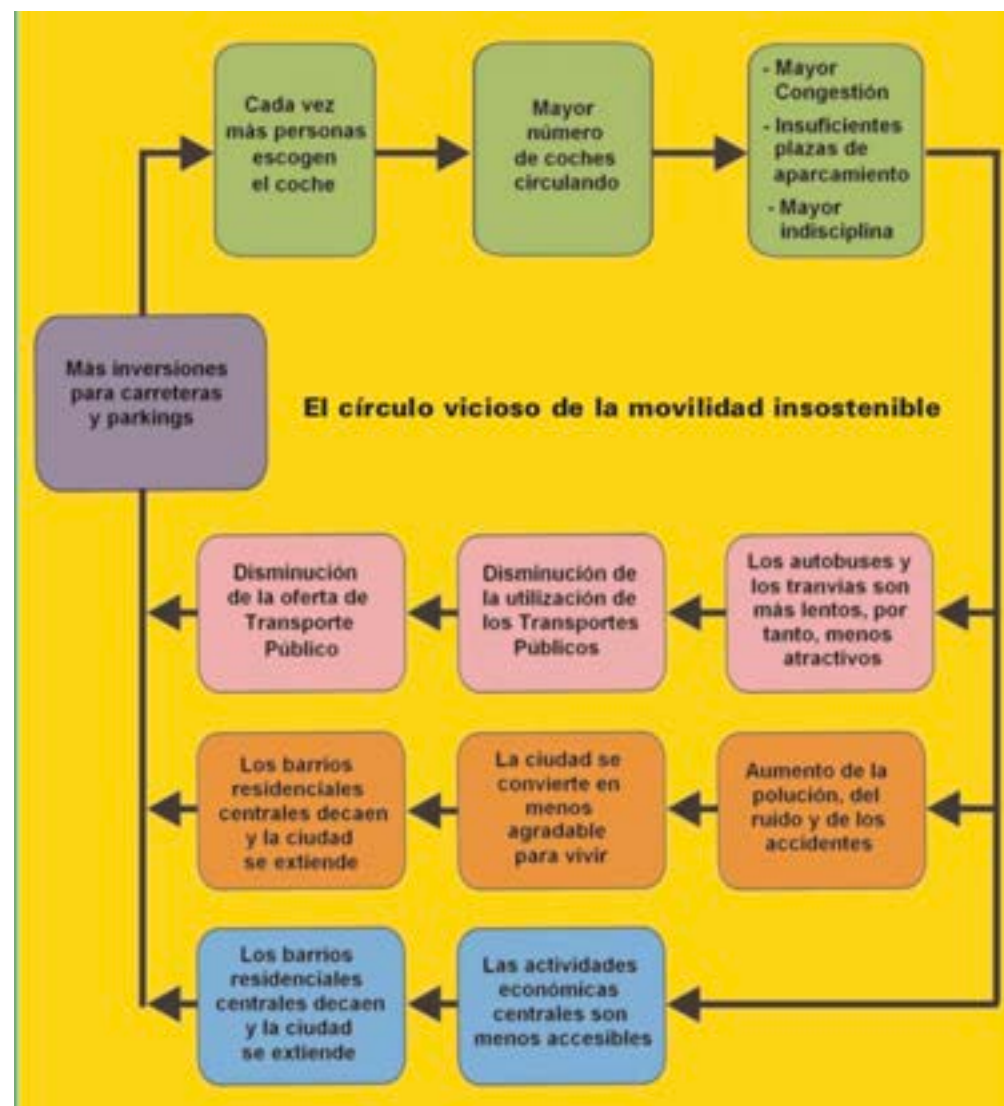 Cada vez
más personas
escogen
el coche
Mayor
número
de coches
circulando
- Mayor
Congestión
- Insuficientes
plazas de
aparcamiento
- Mayor
indisciplina
Más inversiones
para carreteras
y parkings
El círculo vicioso de la movilidad insostenible
Disminución
de la oferta de
Transporte
Público
Disminución de
la utilización de
los Transportes
Públicos
Los autobuses y
los tranvías son
más lentos, por
tanto, menos
atractivos
Los barrios
residenciales
centrales decaen
y la ciudad
se extiende
La ciudad se
convierte en
menos
agradable
para vivir
Aumento de la
polución, del
ruido y de los
accidentes
Los barrios
residenciales
centrales decaen
y la ciudad
se extiende
Las actividades
económicas
centrales son
menos accesibles